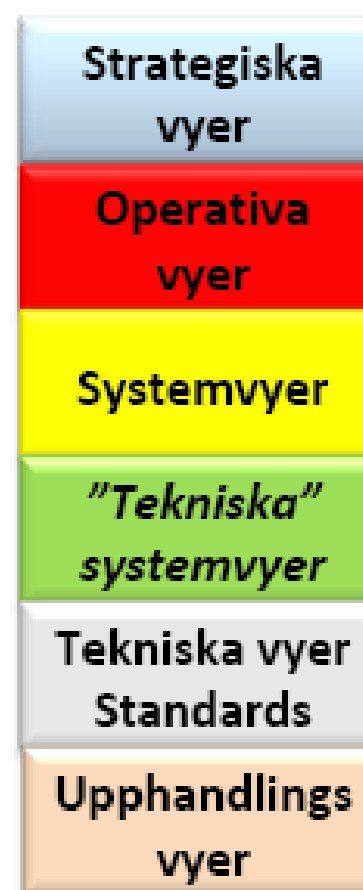 Strategiska
vyer
Operativa
vyer
Systemvyer
”Tekniska”
systemvyer
Tekniska vyer
Standards
Upphandlings
vyer